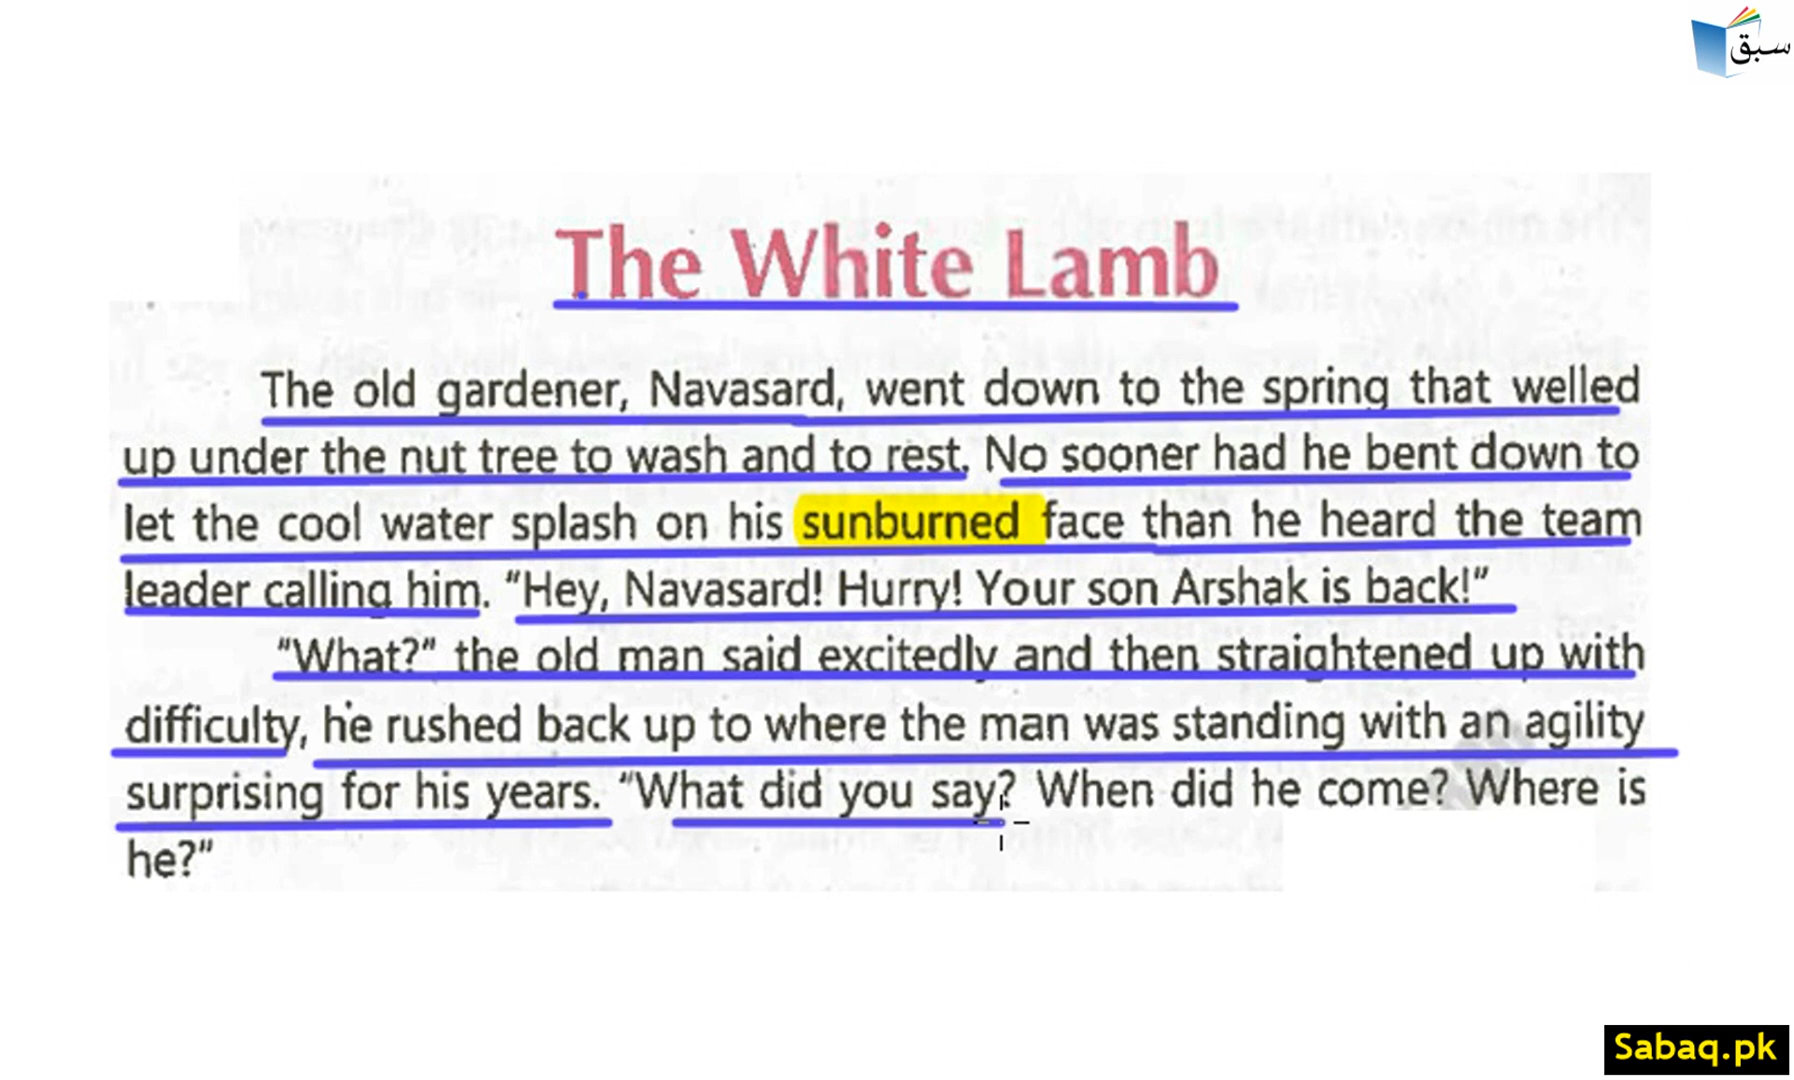 سبق
The White Lamb
The old gardener, Navasard, went down to the spring that welled
up under the nut tree to wash and to rest. No sooner had he bent down to
let the cool water splash on his sunburned face than he heard the team
leader calling him. “Hey, Navasard! Hurry! Your son Arshak is back!”
“What?” the old man said excitedly and then straightened up with
difficulty, he rushed back up to where the man was standing with an agility
surprising for his years. “What did you say? When did he come? Where is
he?”
Sabaq.pk